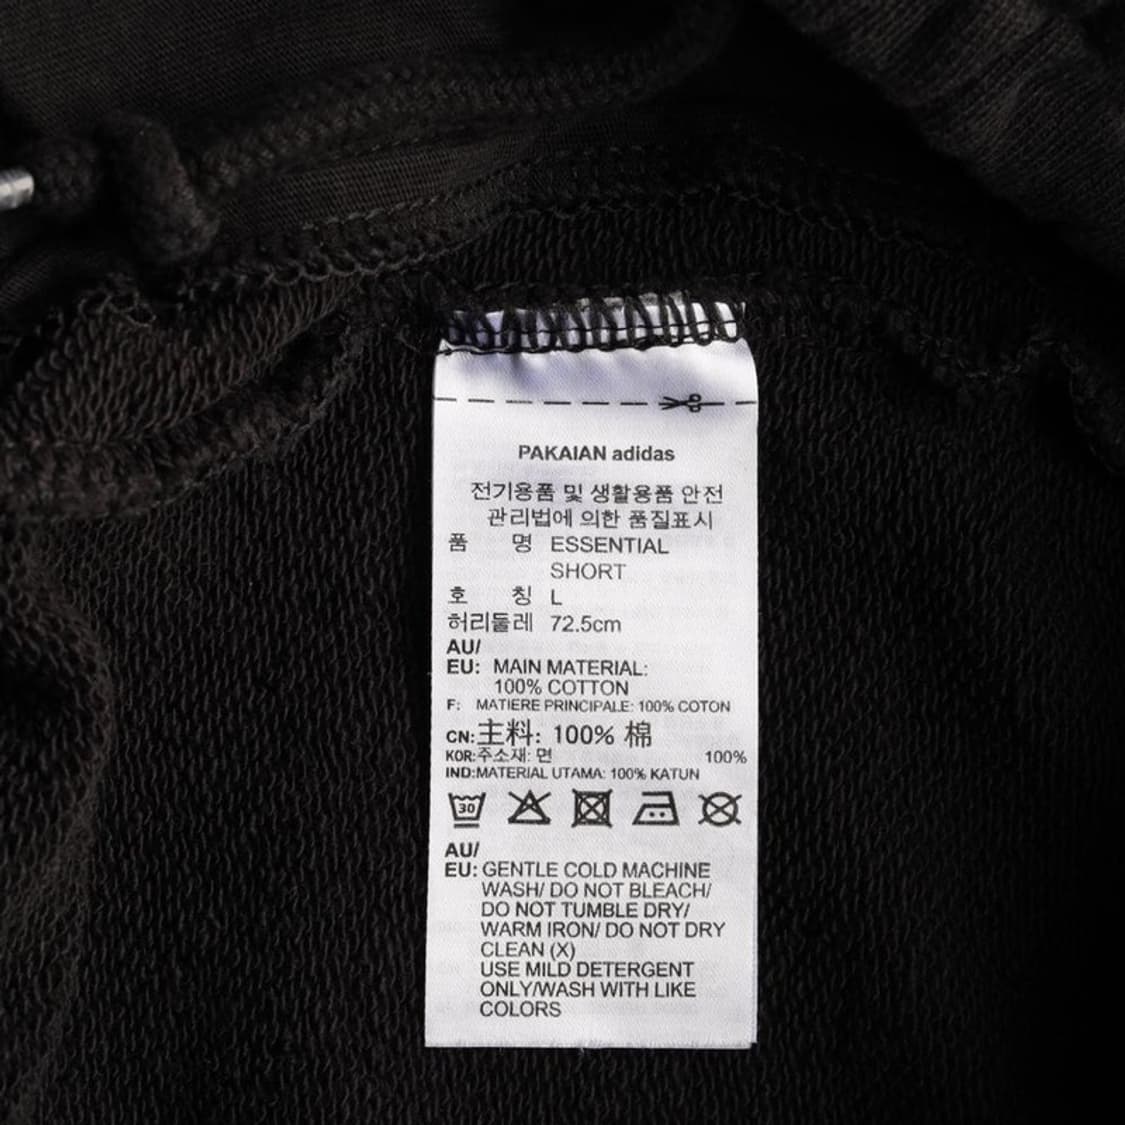 PAKAIAN adidas
전기용품 및 생활용품 안전
관리법에 의한 품질표시
품 명 ESSENTIAL
SHORT
호 칭 L
허리둘레 72.5cm
AU/
EU: MAIN MATERIAL:
100% COTTON
F: MATIERE PRINCIPALE: 100% COTON
CN:主料: 100% 棉
KOR:주소재: 면 100%
IND:MATERIAL UTAMA: 100% KATUN
30
AU/
EU: GENTLE COLD MACHINE
WASH/ DO NOT BLEACH/
DO NOT TUMBLE DRY/
WARM IRON/ DO NOT DRY
CLEAN (X)
USE MILD DETERGENT
ONLY/WASH WITH LIKE
COLORS